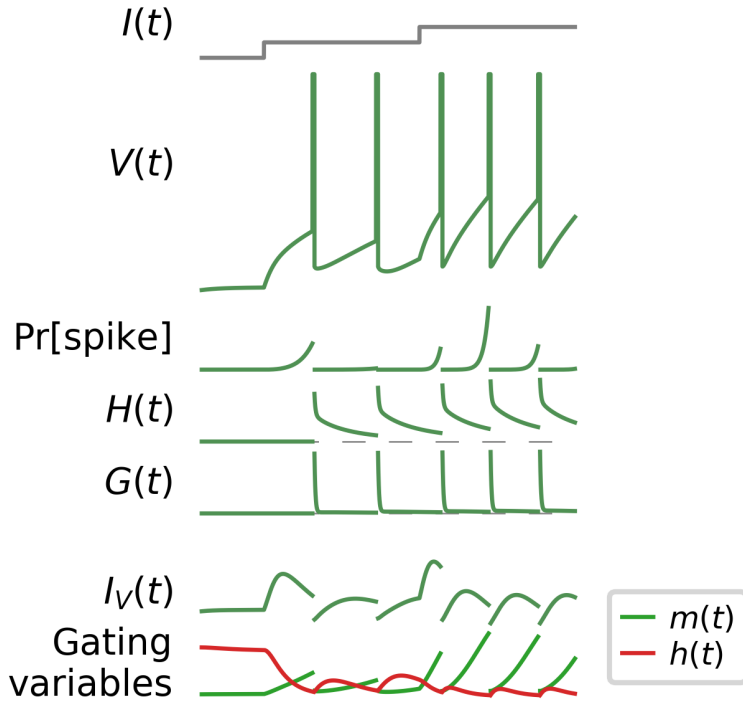 I(t)
V(t)
Pr[spike]
H(t)
G(t)
I_V(t)
Gating
variables
m(t)
h(t)